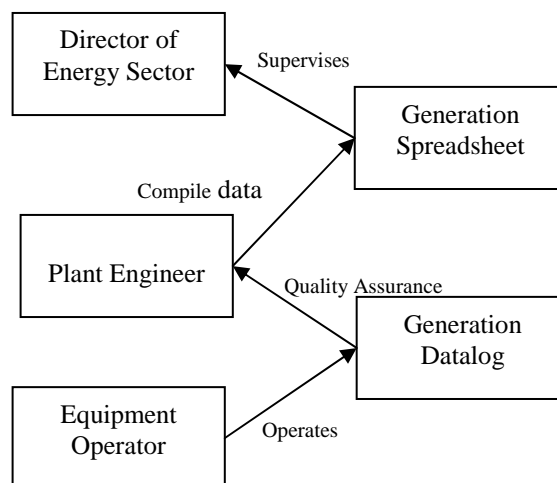 Director of
Energy Sector
Supervises
Generation
Spreadsheet
Compile data
Plant Engineer
Quality Assurance
Generation
Datalog
Equipment
Operator
Operates